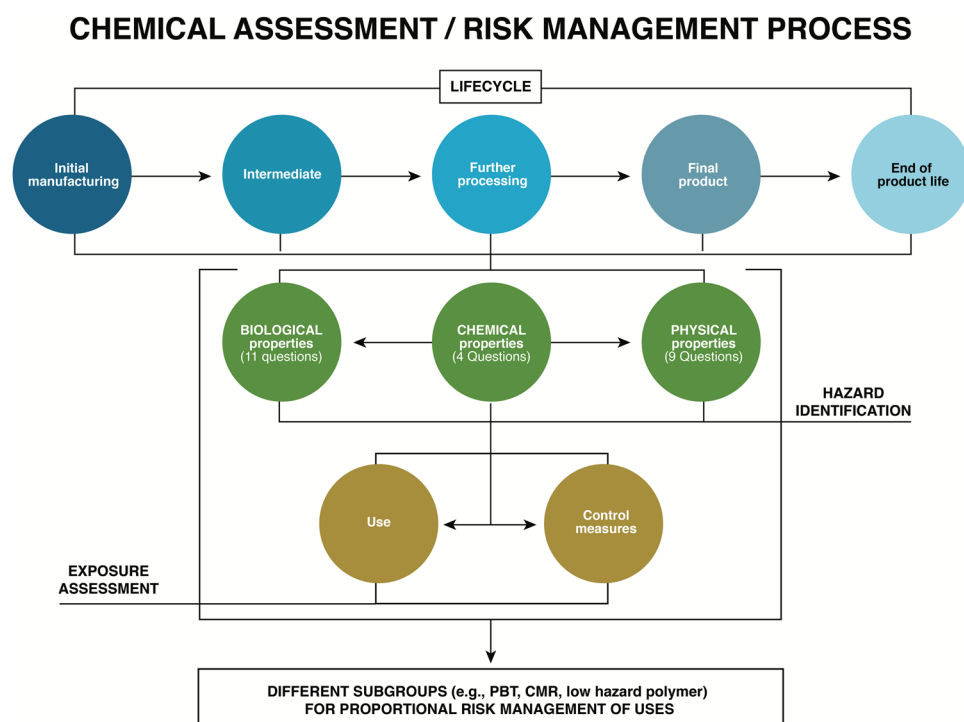 CHEMICAL ASSESSMENT / RISK MANAGEMENT PROCESS
LIFECYCLE
Initial
manufacturing
Intermediate
Further
processing
Final
product
End of
product life
BIOLOGICAL
properties
(11 questions)
CHEMICAL
properties
(4 Questions)
PHYSICAL
properties
(9 Questions)
HAZARD
IDENTIFICATION
Use
Control
measures
EXPOSURE
ASSESSMENT
DIFFERENT SUBGROUPS (e.g., PBT, CMR, low hazard polymer)
FOR PROPORTIONAL RISK MANAGEMENT OF USES